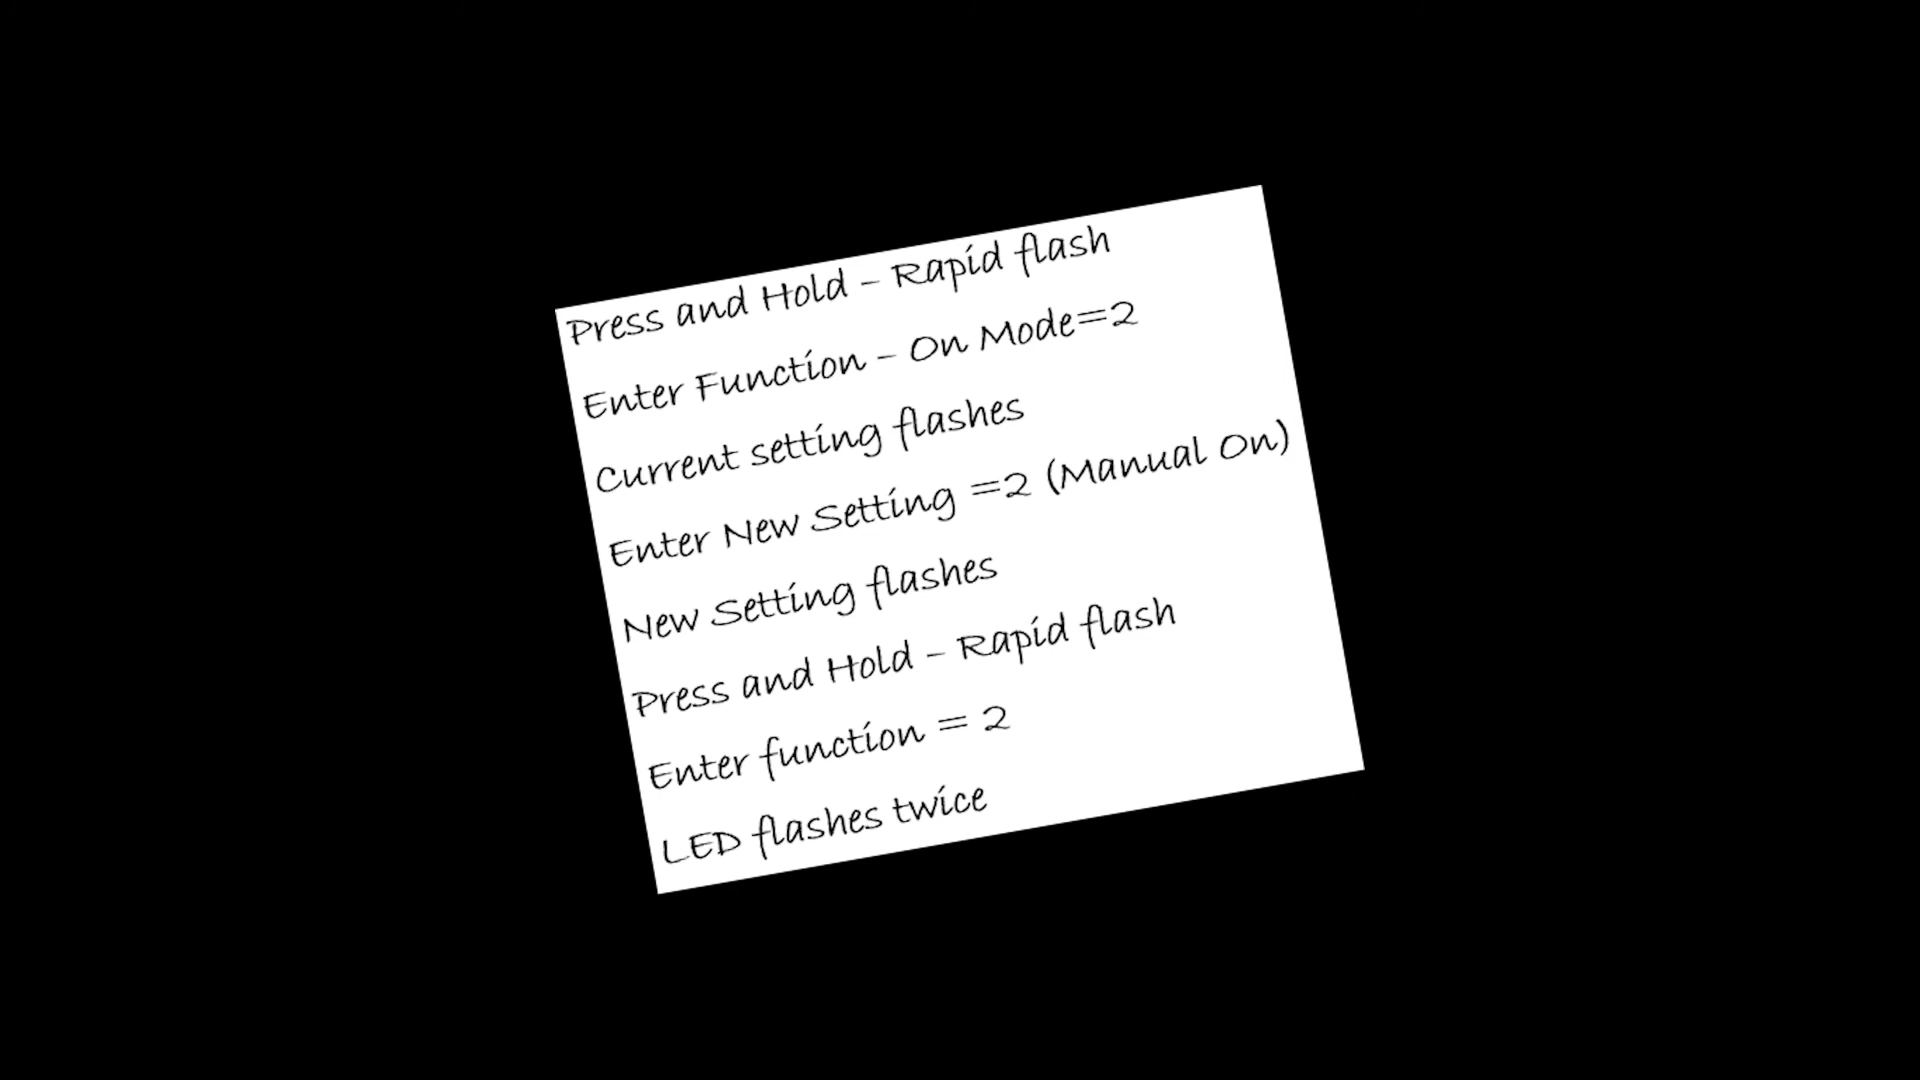 Press and Hold – Rapid flash
Enter Function – On Mode=2
Current setting flashes
Enter New Setting =2 (Manual On)
New Setting flashes
Press and Hold – Rapid flash
Enter function = 2
LED flashes twice